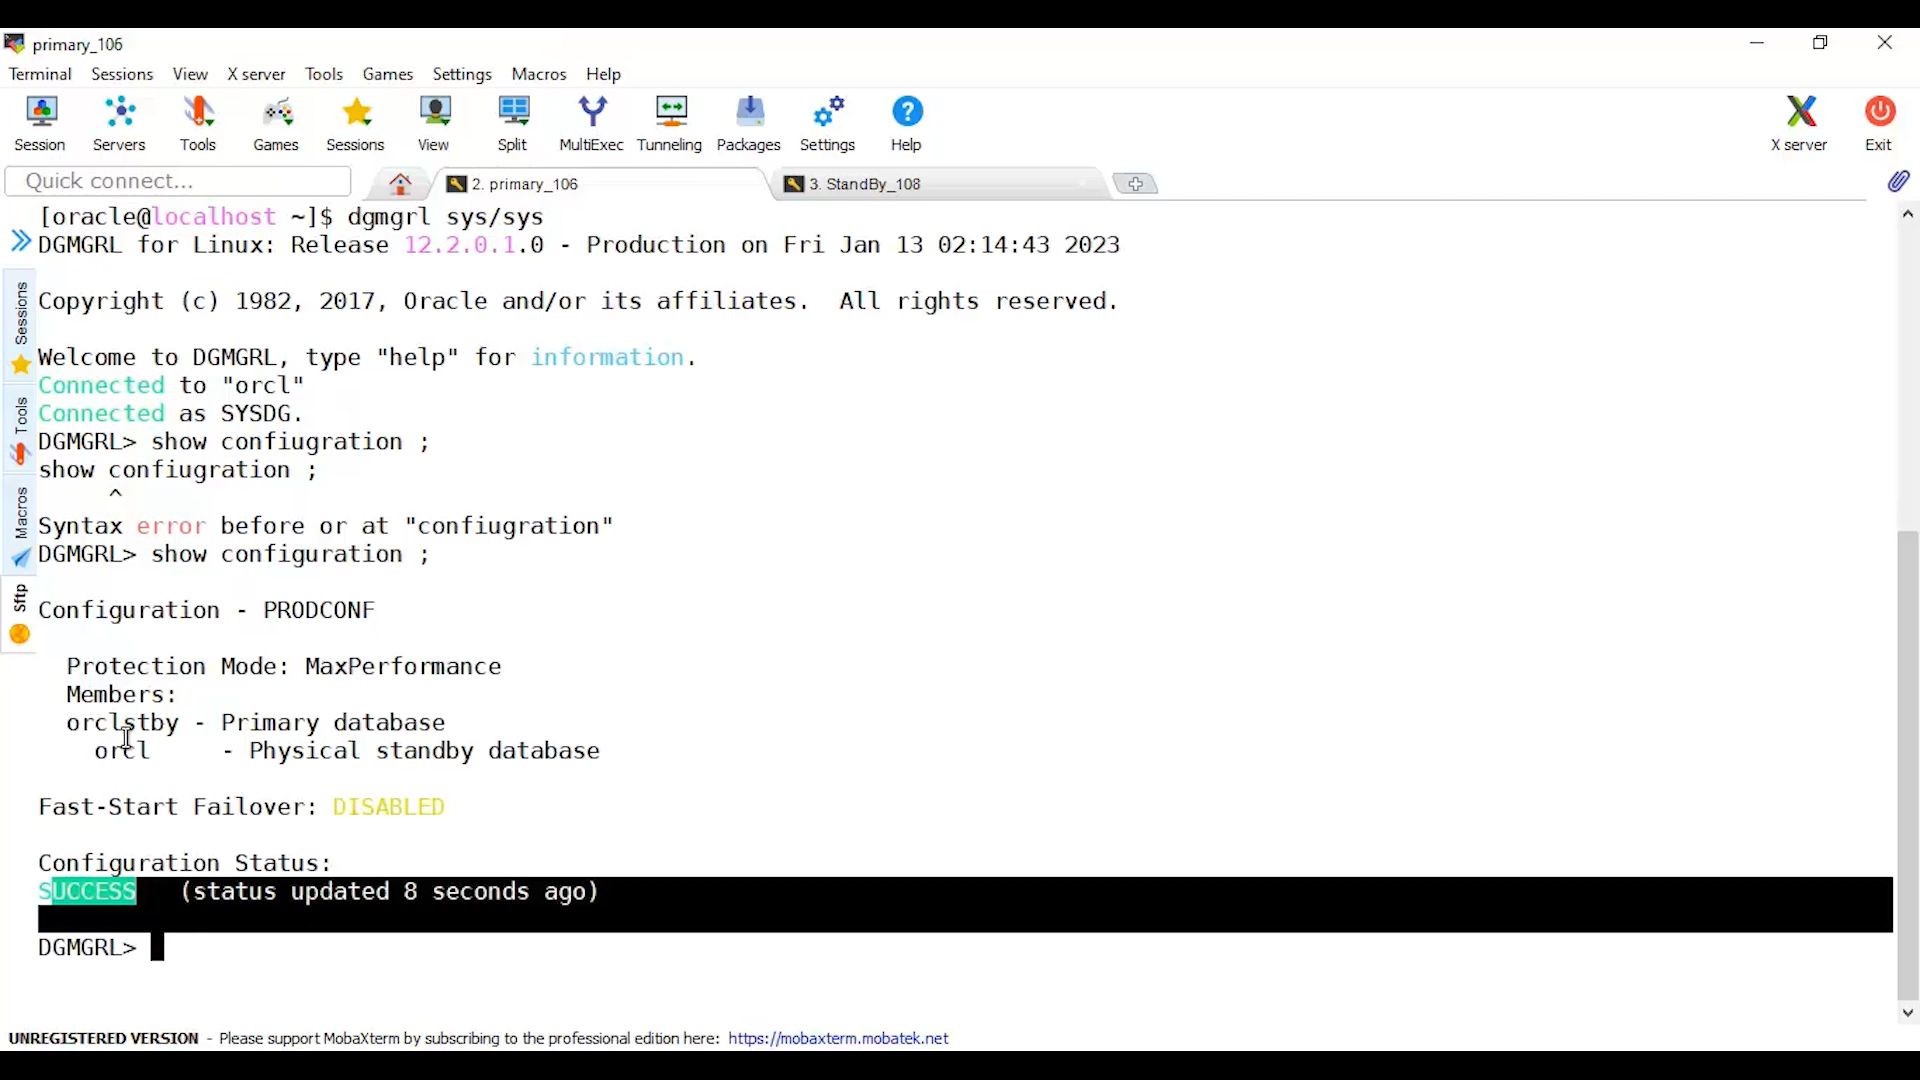 primary_106
Terminal Sessions View X server Tools Games Settings Macros Help
Session Servers Tools Games Sessions View Split MultiExec Tunneling Packages Settings Help X server Exit
Quick connect... 2. primary_106 3. StandBy_108
Sessions
Tools
Macros
Sftp
[oracle@localhost ~]$ dgmgrl sys/sys
DGMGRL for Linux: Release 12.2.0.1.0 - Production on Fri Jan 13 02:14:43 2023
Copyright (c) 1982, 2017, Oracle and/or its affiliates.  All rights reserved.
Welcome to DGMGRL, type "help" for information.
Connected to "orcl"
Connected as SYSDG.
DGMGRL> show confiugration ;
show confiugration ;
^
Syntax error before or at "confiugration"
DGMGRL> show configuration ;
Configuration - PRODCONF
Protection Mode: MaxPerformance
Members:
orclstby - Primary database
orcl     - Physical standby database
Fast-Start Failover: DISABLED
Configuration Status:
SUCCESS   (status updated 8 seconds ago)
DGMGRL>
UNREGISTERED VERSION - Please support MobaXterm by subscribing to the professional edition here: https://mobaxterm.mobatek.net